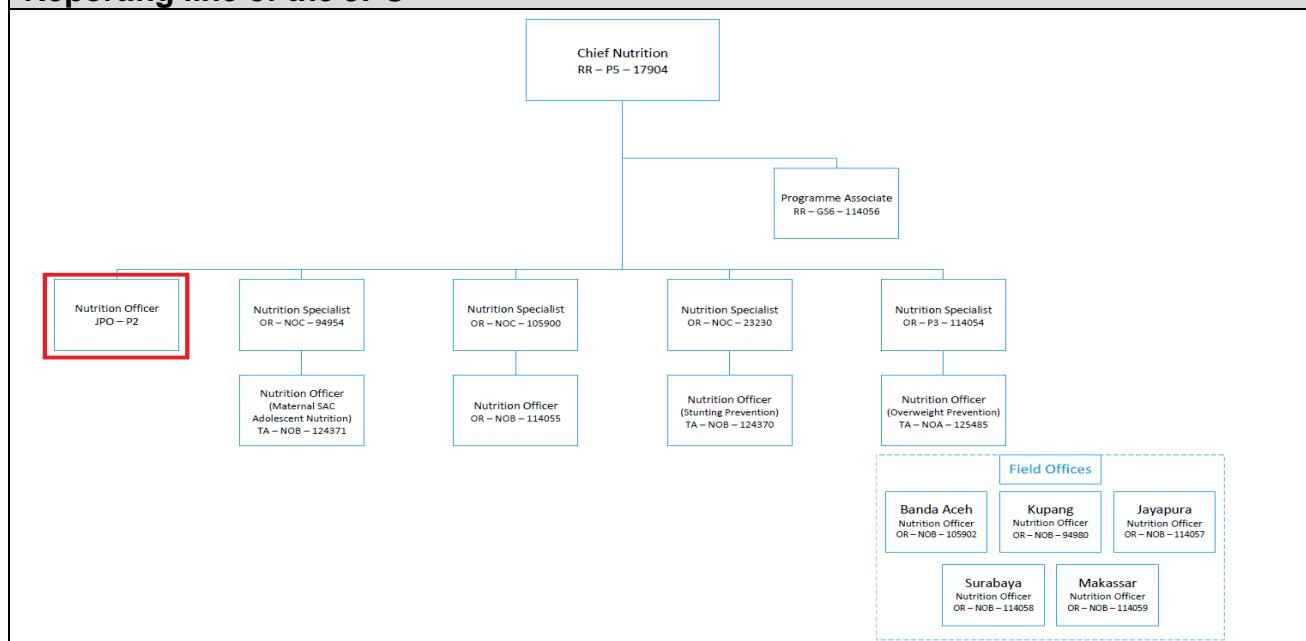 Reporting line of the JPO
Chief Nutrition
RR – P5 – 17904
Programme Associate
RR – GS6 – 114056
Nutrition Officer
JPO – P2
Nutrition Specialist
OR – NOC – 94954
Nutrition Specialist
OR – NOC – 105900
Nutrition Specialist
OR – NOC – 23230
Nutrition Specialist
OR – P3 – 114054
Nutrition Officer
(Maternal SAC
Adolescent Nutrition)
TA – NOB – 124371
Nutrition Officer
OR – NOB – 114055
Nutrition Officer
(Stunting Prevention)
TA – NOB – 124370
Nutrition Officer
(Overweight Prevention)
TA – NOA – 125485
Field Offices
Banda Aceh
Nutrition Officer
OR – NOB – 105902
Kupang
Nutrition Officer
OR – NOB – 94980
Jayapura
Nutrition Officer
OR – NOB – 114057
Surabaya
Nutrition Officer
OR – NOB – 114058
Makassar
Nutrition Officer
OR – NOB – 114059